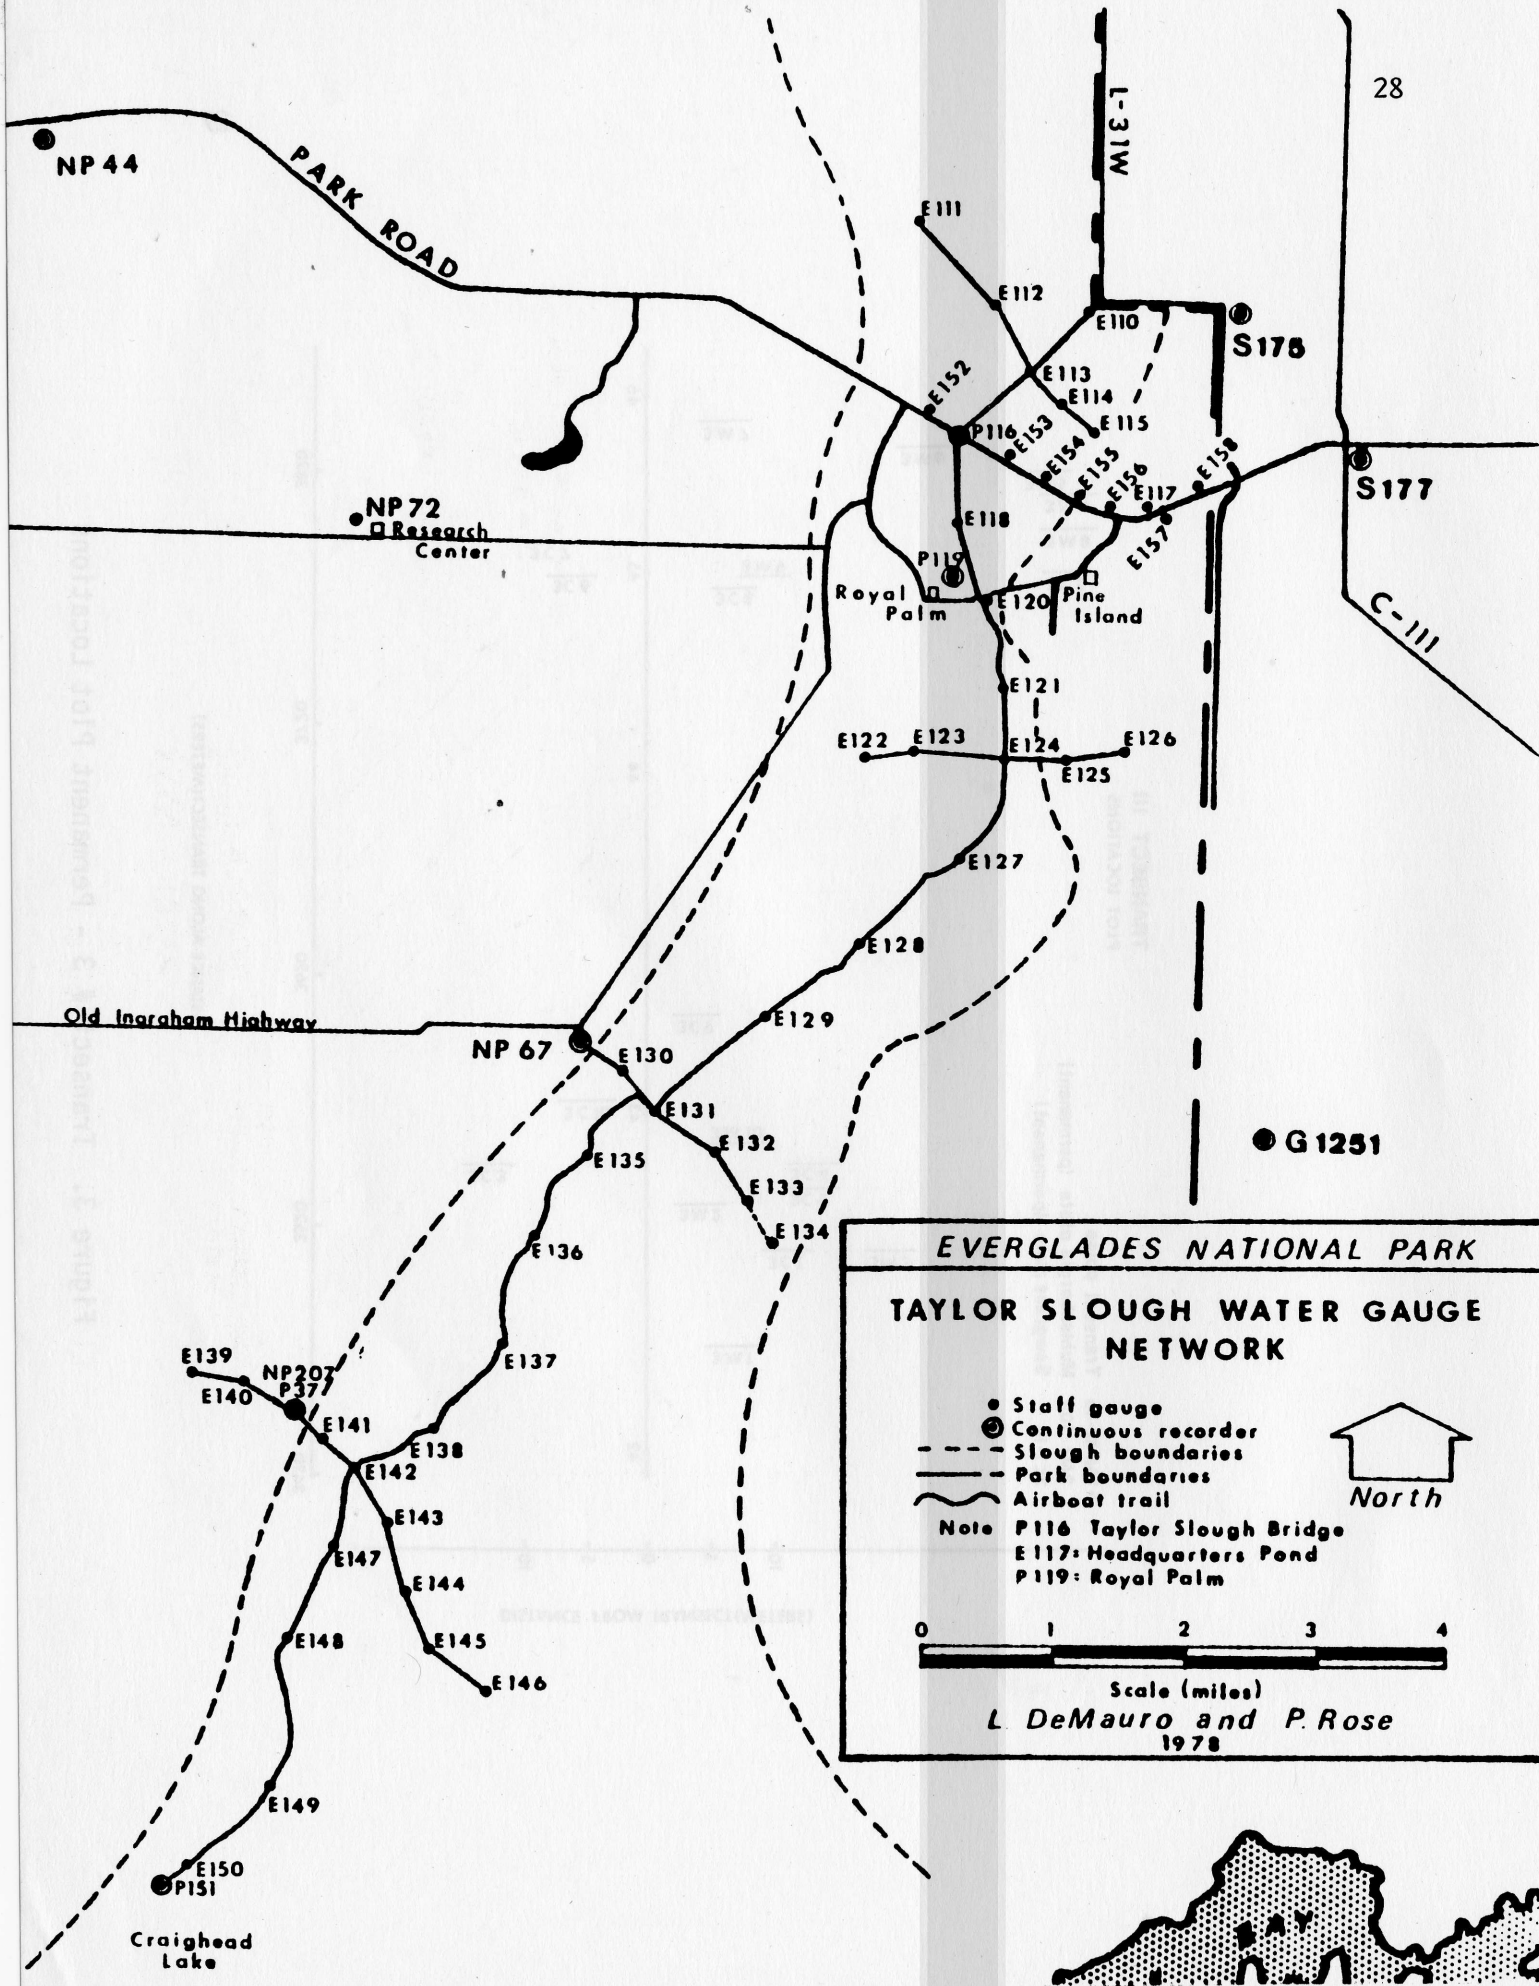 28
L-31W
NP 44
PARK ROAD
E111
E112
E110
S175
E113
E114
E115
E152
P116
E153
E154
E155
E156
E117
E158
E157
S177
NP 72
Research
Center
E118
P119
Royal
Palm
E120
Pine
Island
C-111
E121
E122
E123
E124
E125
E126
E127
E128
E129
Old Ingraham Highway
NP 67
E130
E131
E132
E133
E134
E135
E136
E137
G 1251
E139
E140
NP207
P37
E141
E138
E142
E143
E147
E144
E148
E145
E146
E149
E150
P151
Craighead
Lake
EVERGLADES NATIONAL PARK
TAYLOR SLOUGH WATER GAUGE
NETWORK
Staff gauge
Continuous recorder
Slough boundaries
Park boundaries
Airboat trail
North
Note P116 Taylor Slough Bridge
E117: Headquarters Pond
P119: Royal Palm
0 1 2 3 4
Scale (miles)
L. DeMauro and P. Rose
1978
BAY